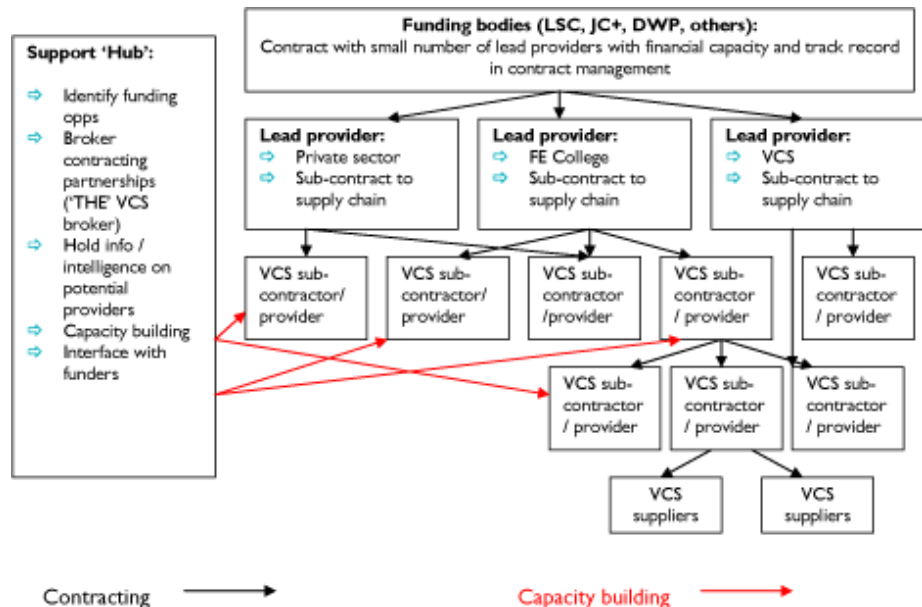 Support ‘Hub’:
Identify funding
opps
Broker
contracting
partnerships
(‘THE’ VCS
broker)
Hold info /
intelligence on
potential
providers
Capacity building
Interface with
funders
Funding bodies (LSC, JC+, DWP, others):
Contract with small number of lead providers with financial capacity and track record
in contract management
Lead provider:
Private sector
Sub-contract to
supply chain
Lead provider:
FE College
Sub-contract to
supply chain
Lead provider:
VCS
Sub-contract to
supply chain
VCS sub-
contractor/
provider
VCS sub-
contractor/
provider
VCS sub-
contractor
/provider
VCS sub-
contractor
/ provider
VCS sub-
contractor
/ provider
VCS sub-
contractor
/ provider
VCS sub-
contractor
/ provider
VCS sub-
contractor
/ provider
VCS
suppliers
VCS
suppliers
Contracting
Capacity building